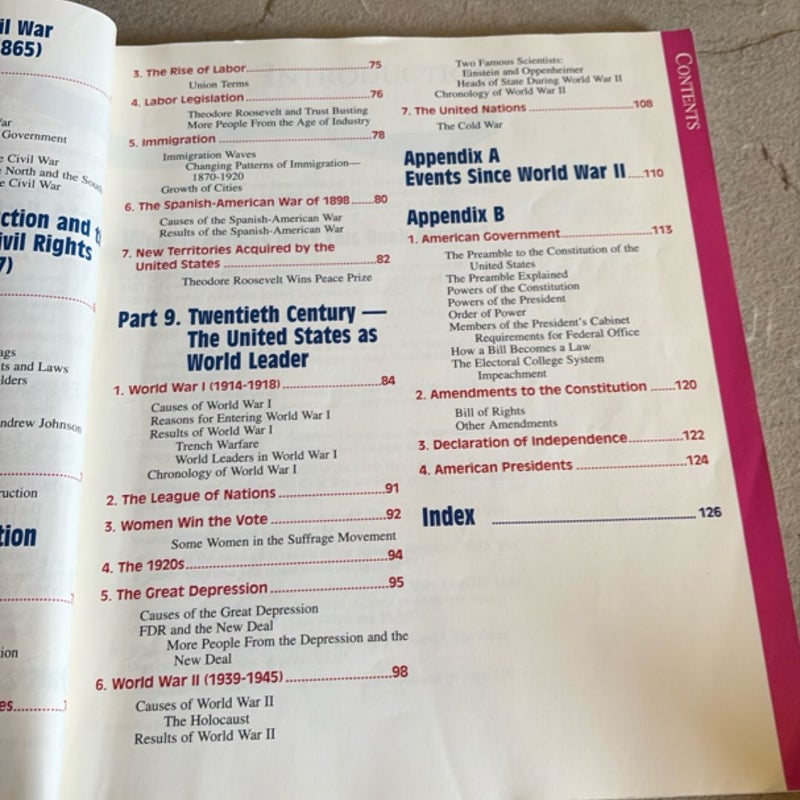 il War
865)
ar
Government
e Civil War
North and the Sou
e Civil War
ction and t
ivil Rights
7)
ags
ts and Laws
lders
ndrew Johnson
ruction
tion
ion
es............
CONTENTS
3. The Rise of Labor....................75
Union Terms
4. Labor Legislation ....................76
Theodore Roosevelt and Trust Busting
More People From the Age of Industry
5. Immigration ....................78
Immigration Waves
Changing Patterns of Immigration—
1870-1920
Growth of Cities
6. The Spanish-American War of 1898........80
Causes of the Spanish-American War
Results of the Spanish-American War
7. New Territories Acquired by the
United States ....................82
Theodore Roosevelt Wins Peace Prize
Part 9. Twentieth Century —
The United States as
World Leader
1. World War I (1914-1918)....................84
Causes of World War I
Reasons for Entering World War I
Results of World War I
Trench Warfare
World Leaders in World War I
Chronology of World War I
2. The League of Nations....................91
3. Women Win the Vote ....................92
Some Women in the Suffrage Movement
4. The 1920s....................94
5. The Great Depression....................95
Causes of the Great Depression
FDR and the New Deal
More People From the Depression and the
New Deal
6. World War II (1939-1945)....................98
Causes of World War II
The Holocaust
Results of World War II
Two Famous Scientists:
Einstein and Oppenheimer
Heads of State During World War II
Chronology of World War II
7. The United Nations ....................108
The Cold War
Appendix A
Events Since World War II....110
Appendix B
1. American Government....................113
The Preamble to the Constitution of the
United States
The Preamble Explained
Powers of the Constitution
Powers of the President
Order of Power
Members of the President's Cabinet
Requirements for Federal Office
How a Bill Becomes a Law
The Electoral College System
Impeachment
2. Amendments to the Constitution ......120
Bill of Rights
Other Amendments
3. Declaration of Independence............122
4. American Presidents ....................124
Index ....................126